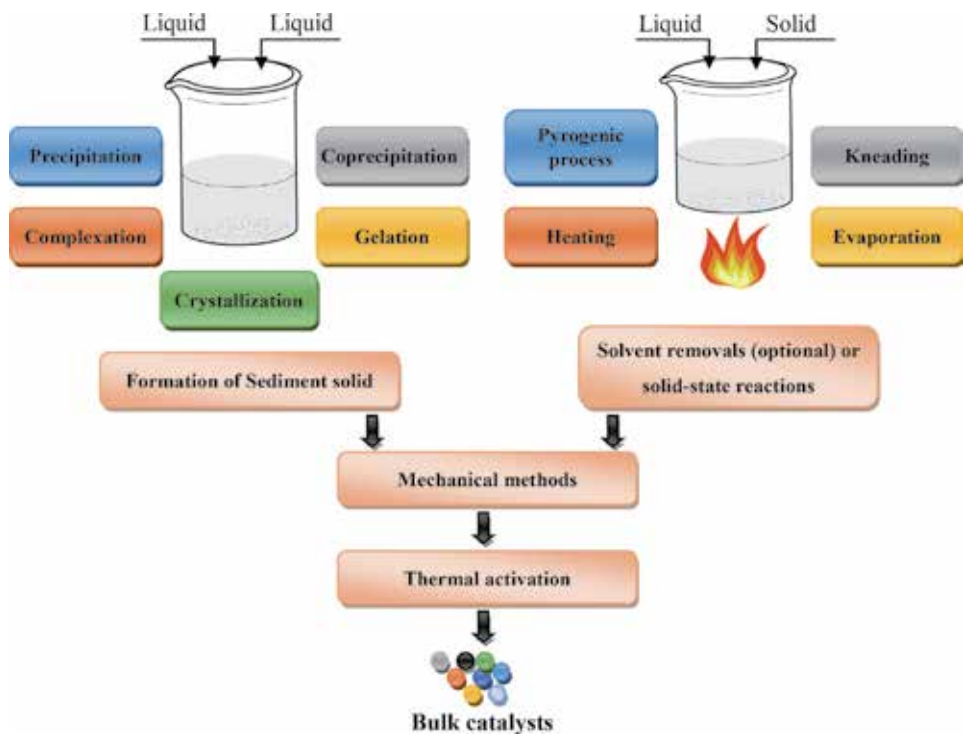 Liquid
Liquid
Precipitation
Coprecipitation
Complexation
Gelation
Crystallization
Liquid
Solid
Pyrogenic
process
Kneading
Heating
Evaporation
Formation of Sediment solid
Solvent removals (optional) or
solid-state reactions
Mechanical methods
Thermal activation
Bulk catalysts